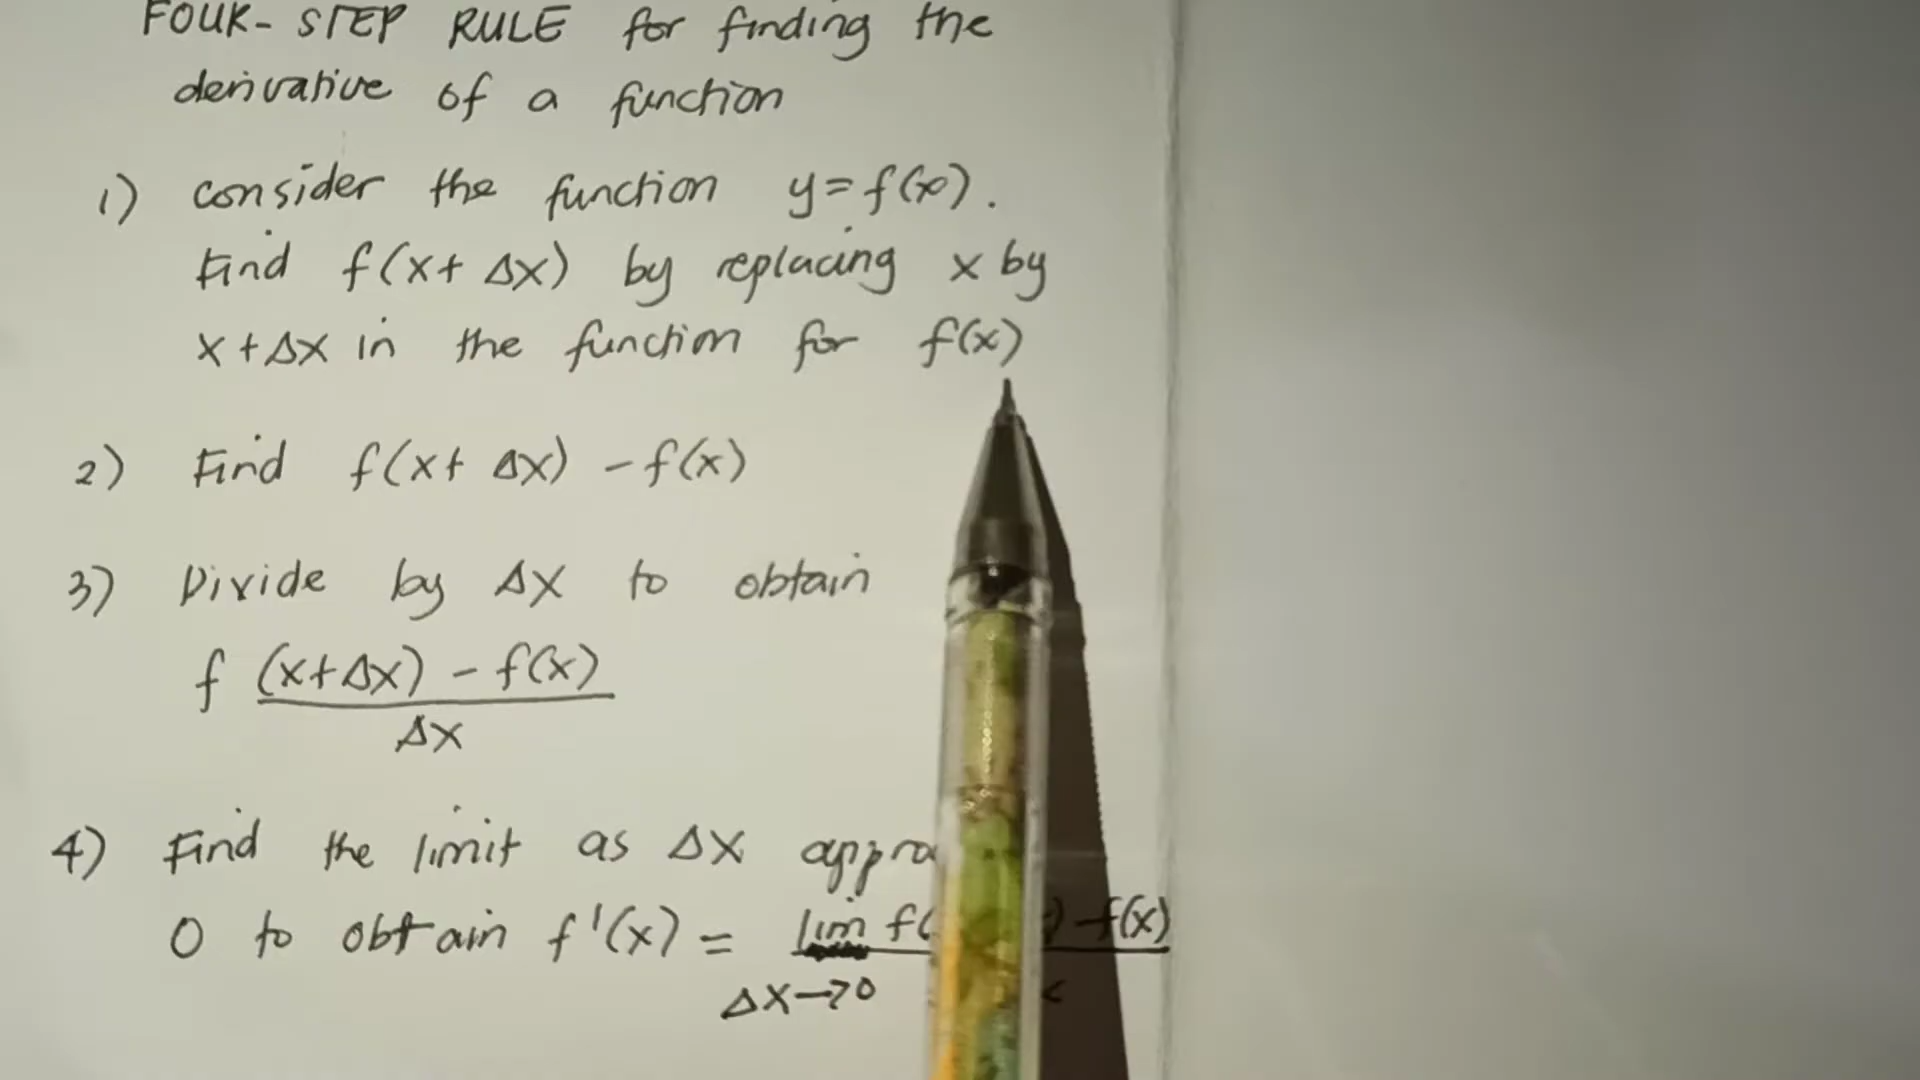 FOUR- STEP RULE for finding the
derivative of a function
1) consider the function y=f(x).
Find f(x+ Δx) by replacing x by
x+Δx in the function for f(x)
2) Find f(x+ Δx) -f(x)
3) Divide by Δx to obtain
f (x+Δx) - f(x)
Δx
4) Find the limit as Δx
0 to obtain f'(x) = lim f( ) -f(x)
Δx→0